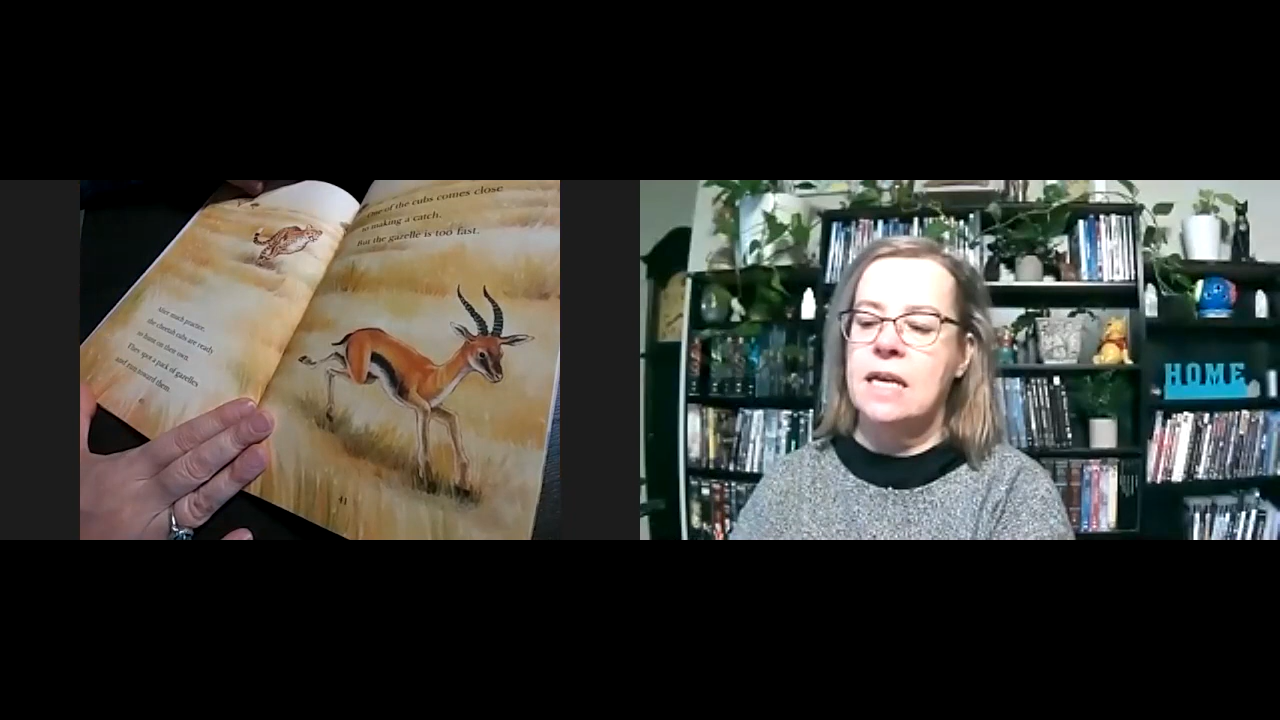 After much practice,
the cheetah cubs are ready
to hunt on their own.
They spot a pack of gazelles
and run toward them.
One of the cubs comes close
to making a catch.
But the gazelle is too fast.
41
HOME